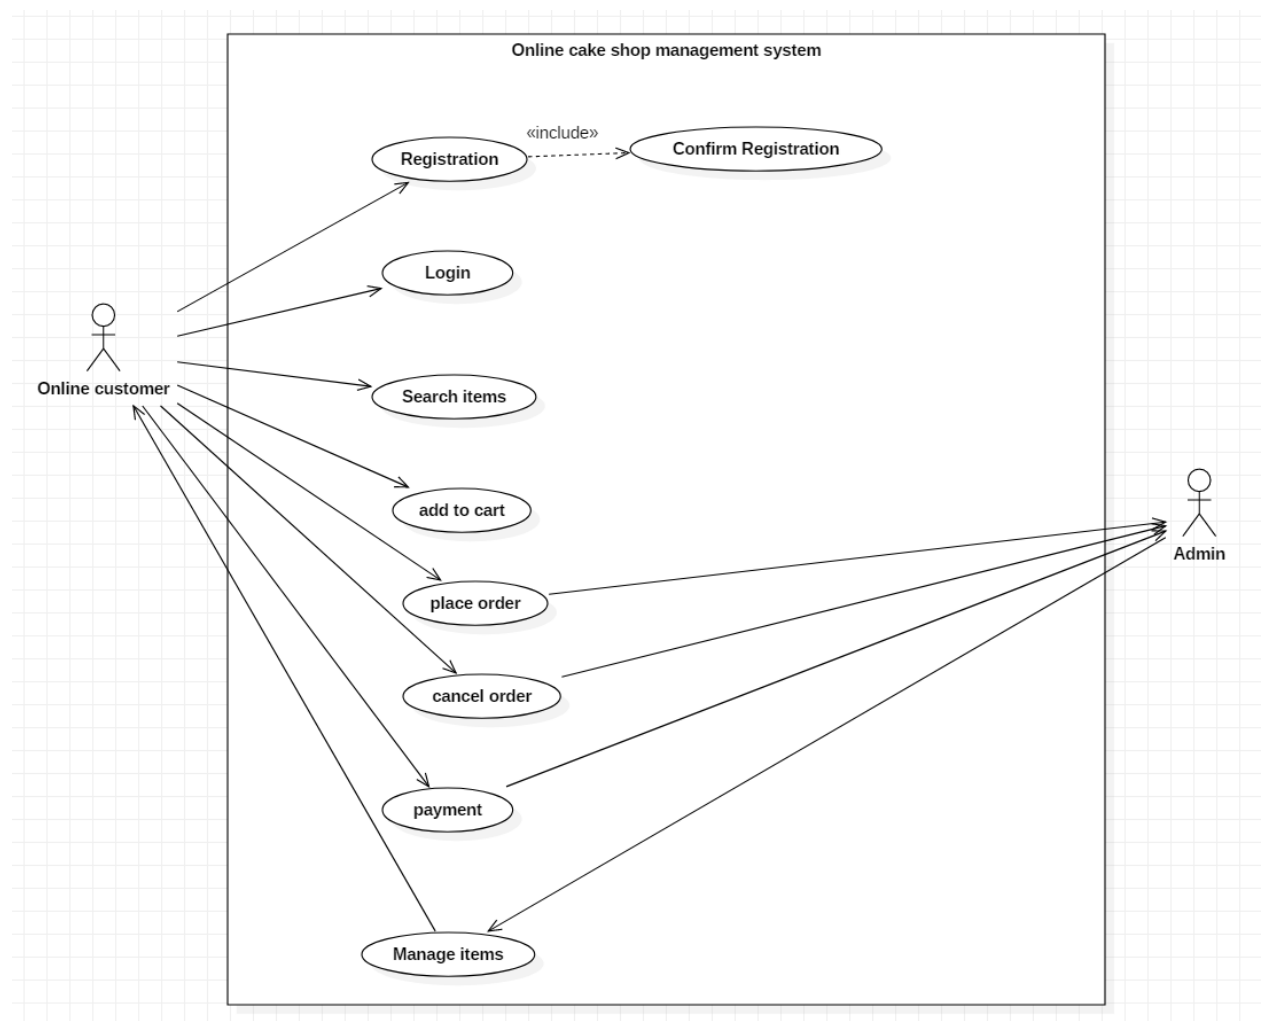 Online cake shop management system
«include»
Registration
Confirm Registration
Login
Online customer
Search items
add to cart
Admin
place order
cancel order
payment
Manage items